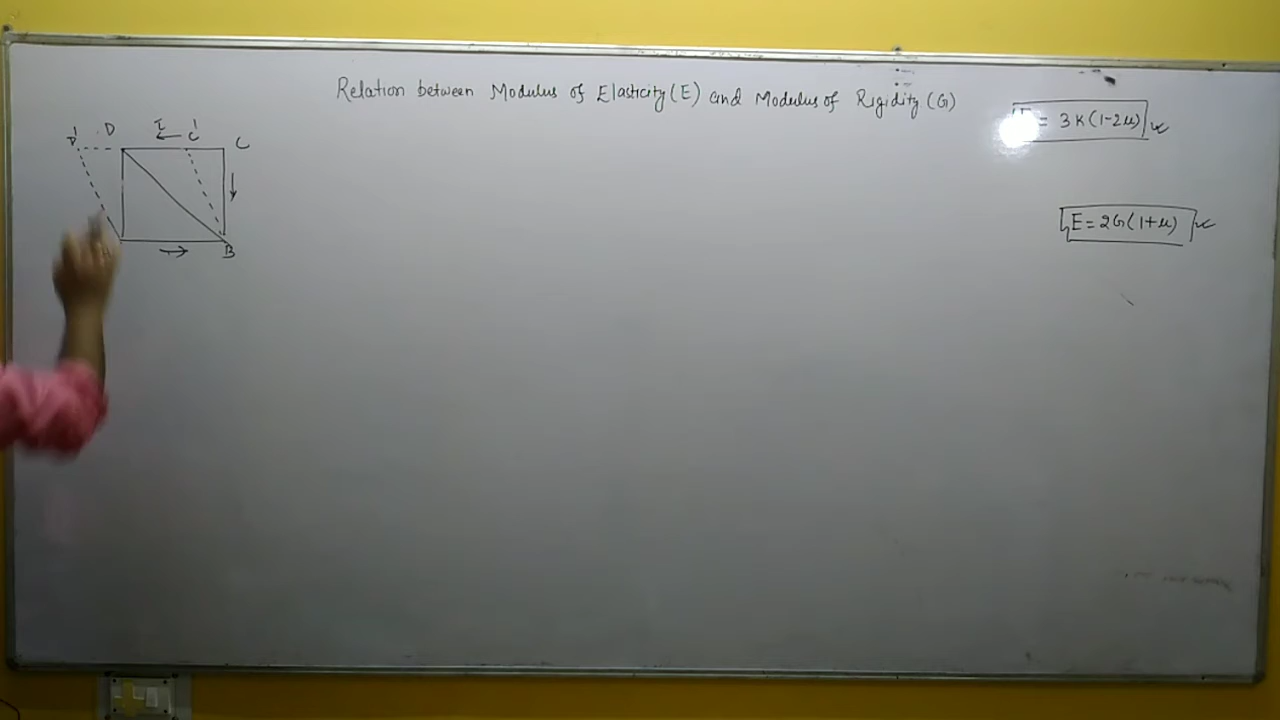 Relation between Modulus of Elasticity (E) and Modulus of Rigidity (G)
= 3K(1-2μ)
E = 2G(1+μ)
D' D τ C' C
B